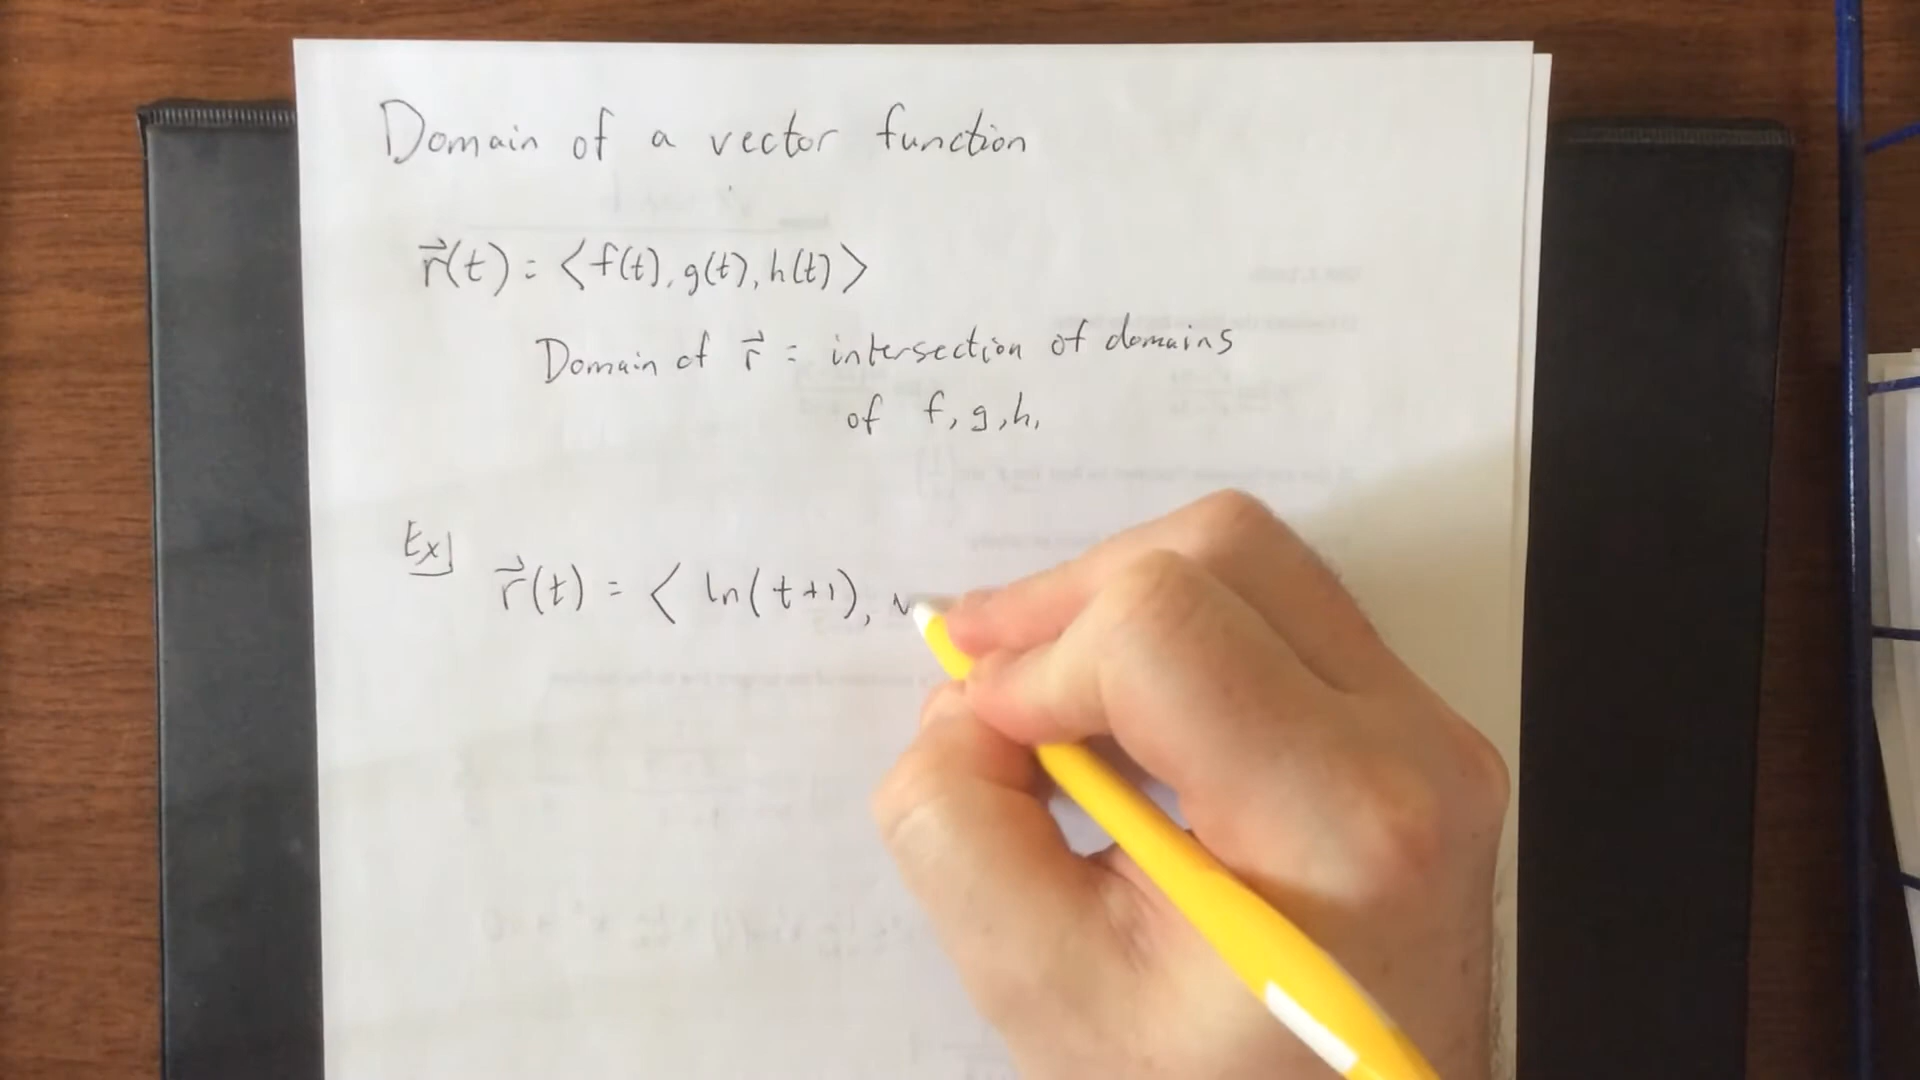 Domain of a vector function
r⃗(t) = ⟨f(t), g(t), h(t)⟩
Domain of r⃗ = intersection of domains
of f, g, h.
Ex]
r⃗(t) = ⟨ ln(t+1),